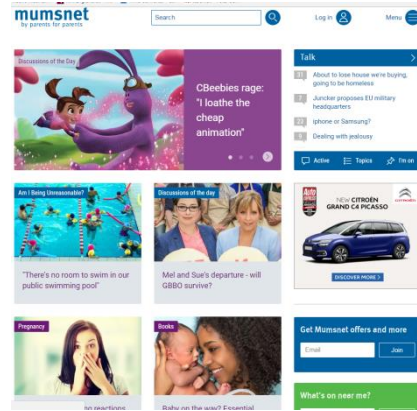 mumsnet
by parents for parents
Search
Log in
Menu
Discussions of the Day
CBeebies rage:
"I loathe the
cheap
animation"
Talk
About to lose house we're buying,
going to be homeless
Juncker proposes EU military
headquarters
iphone or Samsung?
Dealing with jealousy
Active
Topics
I'm on
Am I Being Unreasonable?
"There's no room to swim in our
public swimming pool"
Discussions of the day
Mel and Sue's departure - will
GBBO survive?
NEW CITROËN
GRAND C4 PICASSO
DISCOVER MORE >
Pregnancy
no reactions
Books
Baby on the way? Essential
Get Mumsnet offers and more
Email
Join
What's on near me?